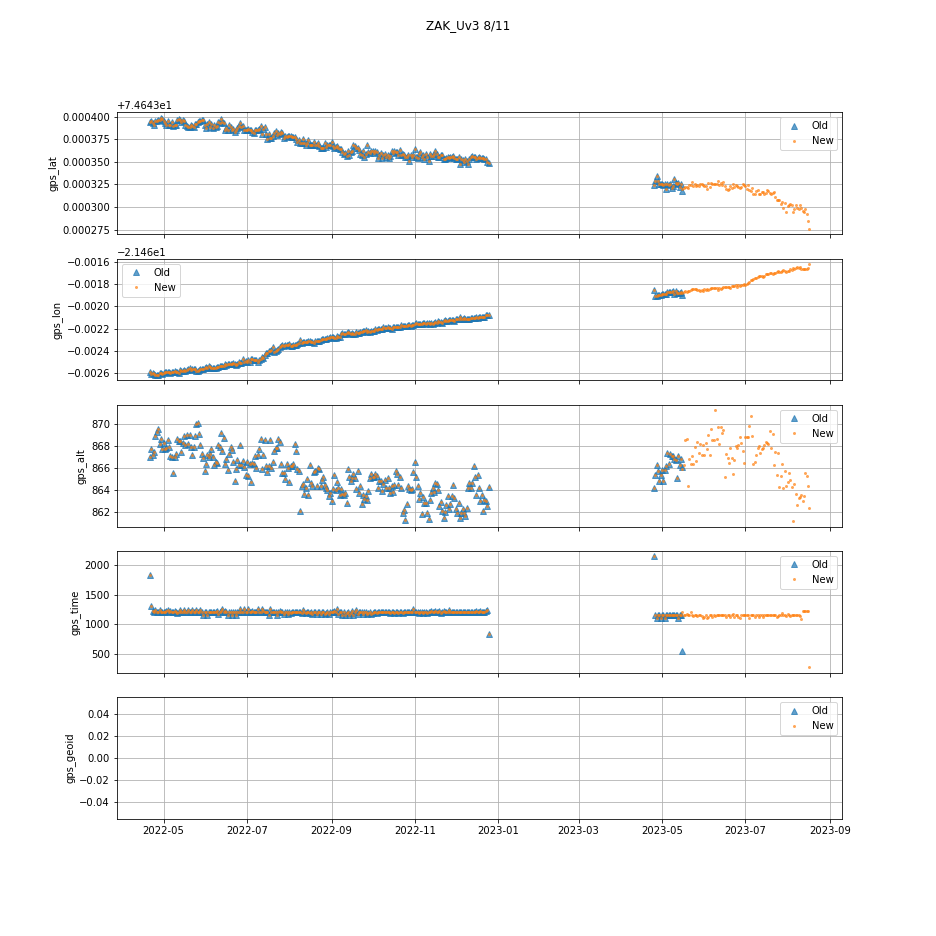 ZAK_Uv3 8/11
+7.4643e1
0.000400
0.000375
0.000350
0.000325
0.000300
0.000275
gps_lat
Old
New
−2.146e1
−0.0016
−0.0018
−0.0020
−0.0022
−0.0024
−0.0026
gps_lon
Old
New
870
868
866
864
862
gps_alt
Old
New
2000
1500
1000
500
gps_time
Old
New
0.04
0.02
0.00
−0.02
−0.04
gps_geoid
Old
New
2022-05 2022-07 2022-09 2022-11 2023-01 2023-03 2023-05 2023-07 2023-09